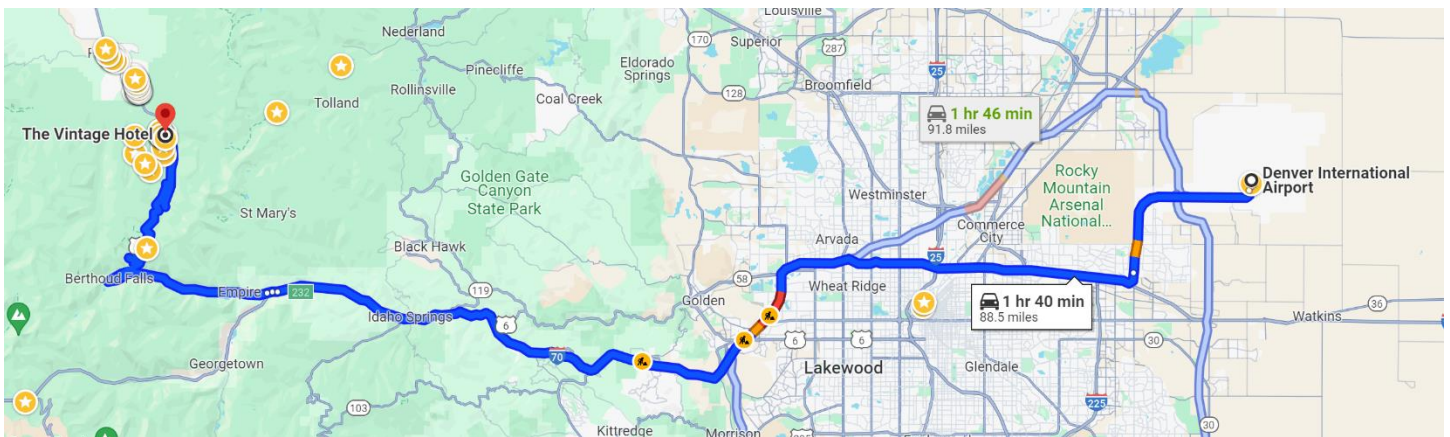 Louisville
Nederland
170
Superior
36
287
Eldorado
Springs
25
Pinecliffe
Rollinsville
Broomfield
Tolland
Coal Creek
128
1 hr 46 min
91.8 miles
The Vintage Hotel
Golden Gate
Canyon
State Park
Rocky
Mountain
Arsenal
National...
Denver International
Airport
Westminster
St Mary's
Commerce
City
Black Hawk
Arvada
25
Berthoud Falls
58
Empire
232
119
Golden
Wheat Ridge
1 hr 40 min
88.5 miles
36
Idaho Springs
6
Watkins
6
6
30
Georgetown
70
Lakewood
Glendale
103
225
30
Kittredge
Morrison